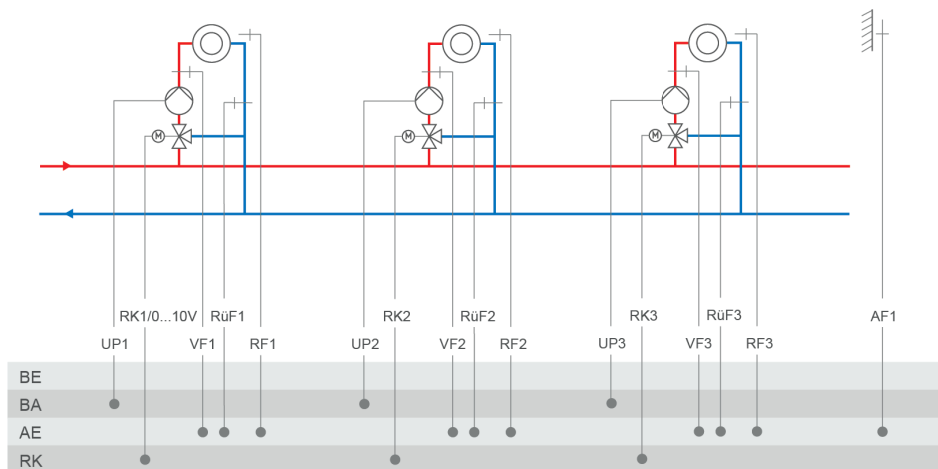 M M M
RK1/0...10V RüF1 RK2 RüF2 RK3 RüF3 AF1
UP1 VF1 RF1 UP2 VF2 RF2 UP3 VF3 RF3
BE
BA
AE
RK